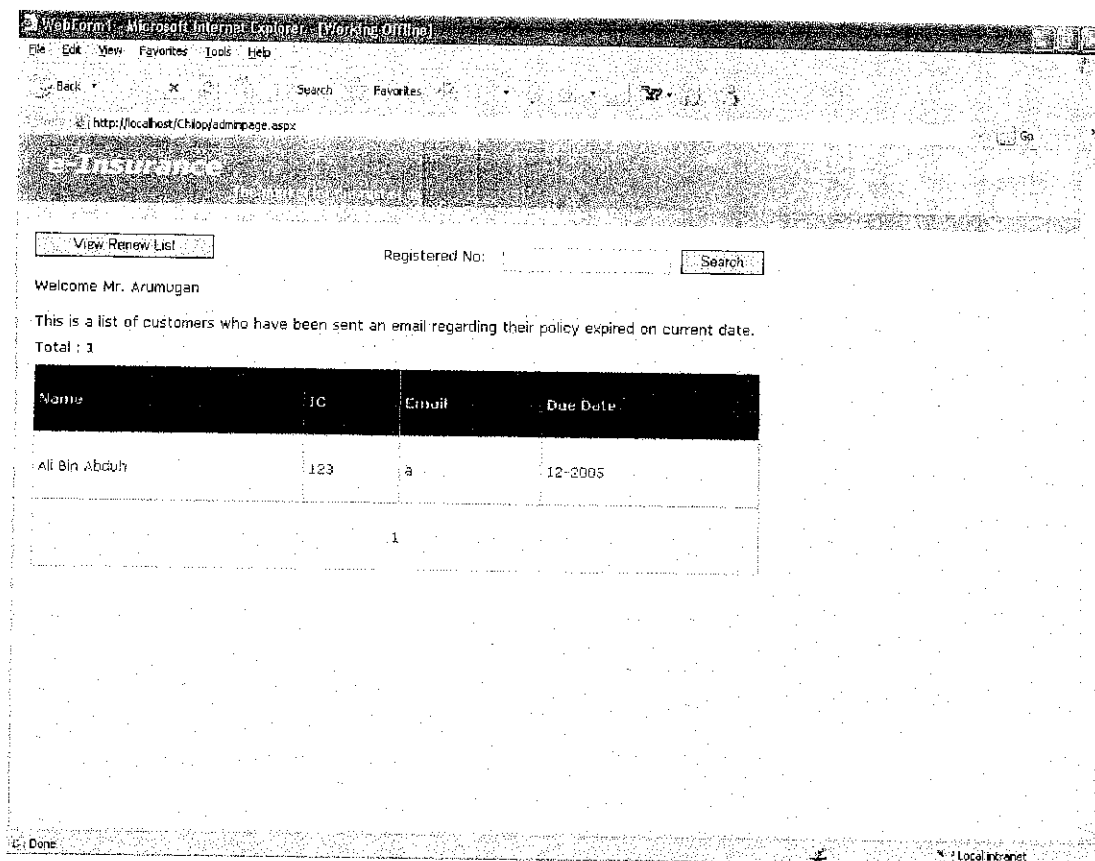 WebForm1 - Microsoft Internet Explorer - [Working Offline]
File Edit View Favorites Tools Help
Back Search Favorites
http://localhost/Chilop/adminpage.aspx Go
e-Insurance
View Renew List Registered No: Search
Welcome Mr. Arumugan
This is a list of customers who have been sent an email regarding their policy expired on current date.
Total : 1
Name IC Email Due Date
Ali Bin Abduh 123 a 12-2005
1
Done Local intranet